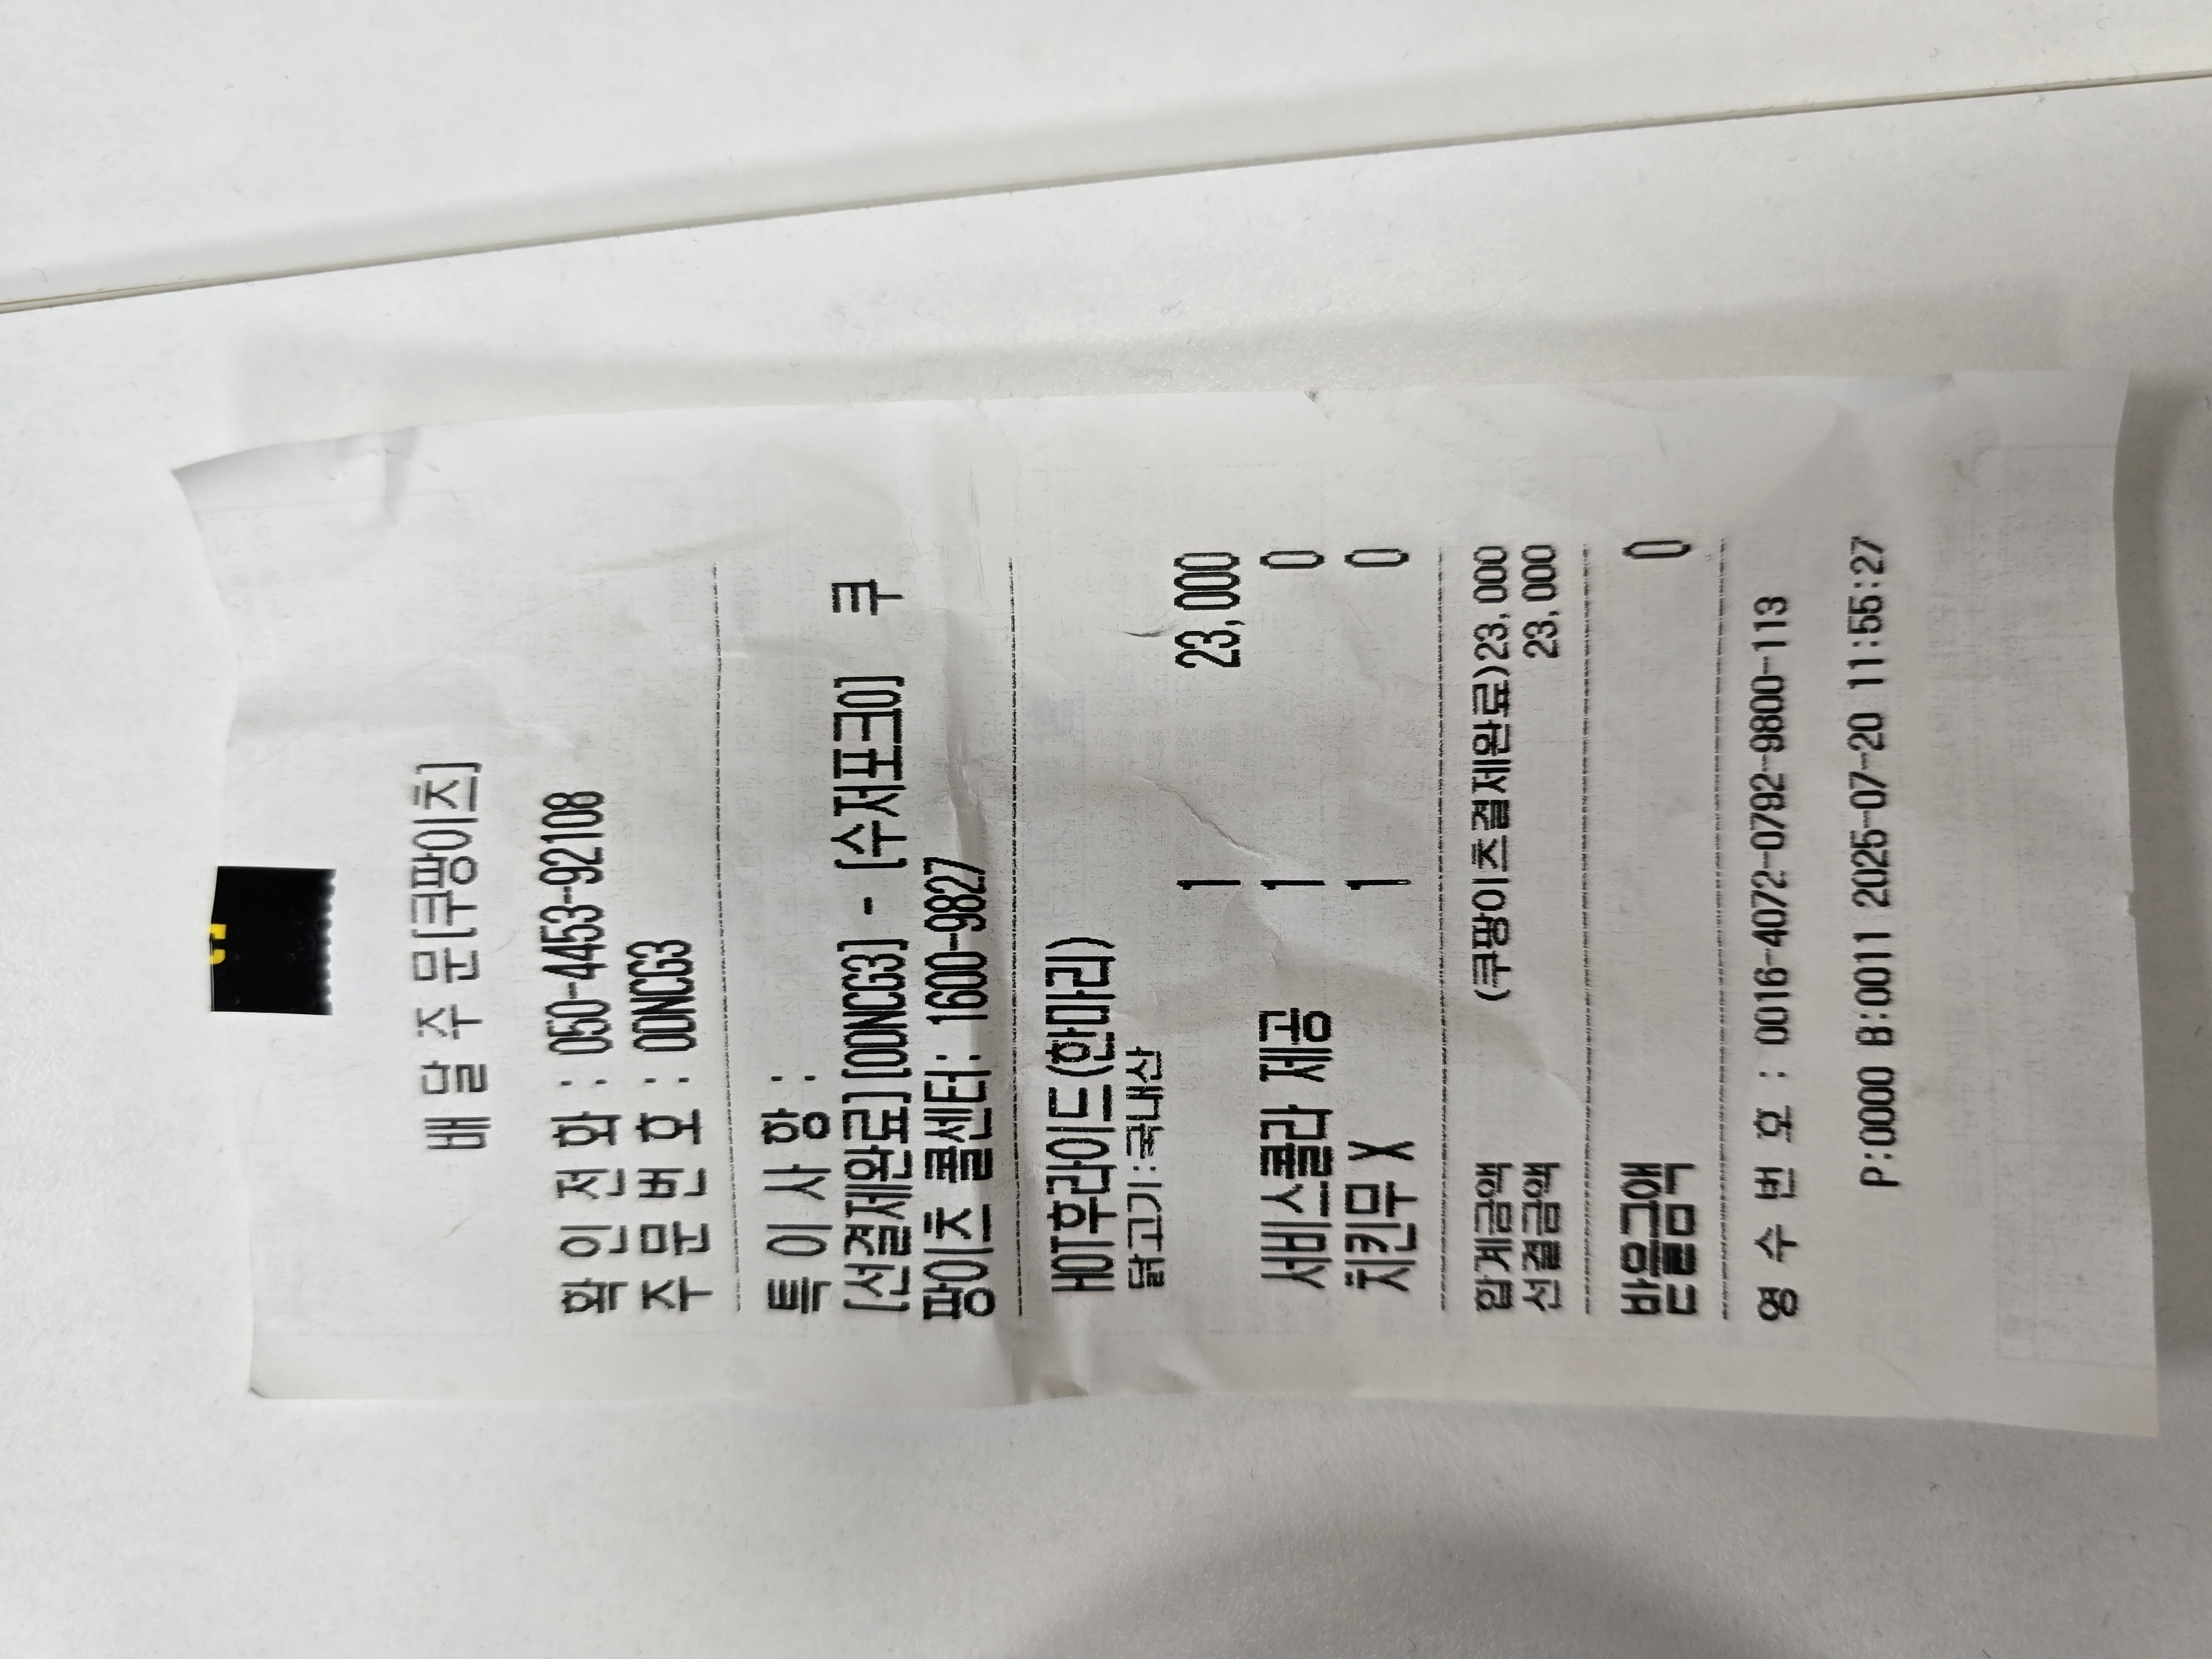 배 달 주 문[쿠팡이츠]
확 인 전 화 : 050-4453-92108
주 문 번 호 : 0DNCG3
특 이 사 항 :
[선결제완료][0DNCG3] - [수저포크O] 쿠
팡이츠 콜센터: 1600-9827
HOT후라이드(한마리)
닭고기:국내산
1 23,000
서비스콜라 제공 1 0
치킨무 X 1 0
합계금액 (쿠팡이츠결제완료)23,000
선결금액 23,000
받을금액 0
영 수 번 호 : 0016-4072-0792-9800-113
P:0000 B:0011 2025-07-20 11:55:27